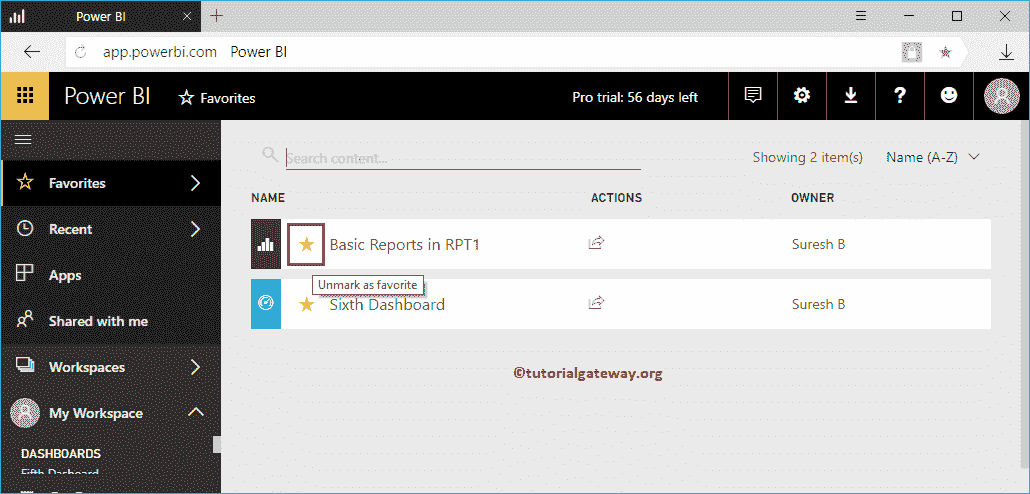 Power BI
app.powerbi.com Power BI
Power BI Favorites Pro trial: 56 days left ?
Search content...
Showing 2 item(s) Name (A-Z)
Favorites
Recent
Apps
Shared with me
Workspaces
My Workspace
DASHBOARDS
Fifth Dashoard
NAME ACTIONS OWNER
Basic Reports in RPT1 Suresh B
Unmark as favorite
Sixth Dashboard Suresh B
©tutorialgateway.org